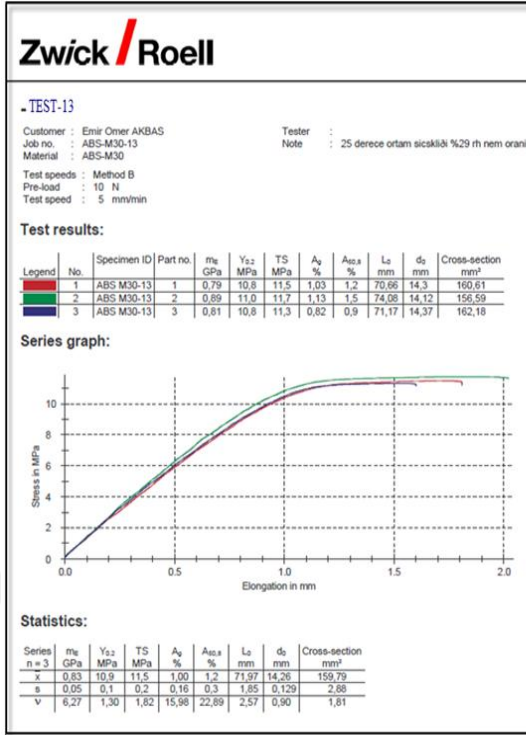 Zwick / Roell
TEST-13
Customer : Emir Omer AKBAS
Tester :
Job no. : ABS-M30-13
Note : 25 derece ortam sicskliği %29 rh nem orani
Material : ABS-M30
Test speeds : Method B
Pre-load : 10 N
Test speed : 5 mm/min
Test results:
Legend No. Specimen ID Part no. mE GPa Y0.2 MPa TS MPa Ag % A50,8 % L0 mm d0 mm Cross-section mm²
1 ABS M30-13 1 0,79 10,8 11,5 1,03 1,2 70,66 14,3 160,61
2 ABS M30-13 2 0,89 11,0 11,7 1,13 1,5 74,08 14,12 156,59
3 ABS M30-13 3 0,81 10,8 11,3 0,82 0,9 71,17 14,37 162,18
Series graph:
Stress in MPa
10
8
6
4
2
0
0.0 0.5 1.0 1.5 2.0
Elongation in mm
Statistics:
Series n = 3 mE GPa Y0.2 MPa TS MPa Ag % A50,8 % L0 mm d0 mm Cross-section mm²
x̄ 0,83 10,9 11,5 1,00 1,2 71,97 14,26 159,79
s 0,05 0,1 0,2 0,16 0,3 1,85 0,129 2,88
ν 6,27 1,30 1,82 15,98 22,89 2,57 0,90 1,81